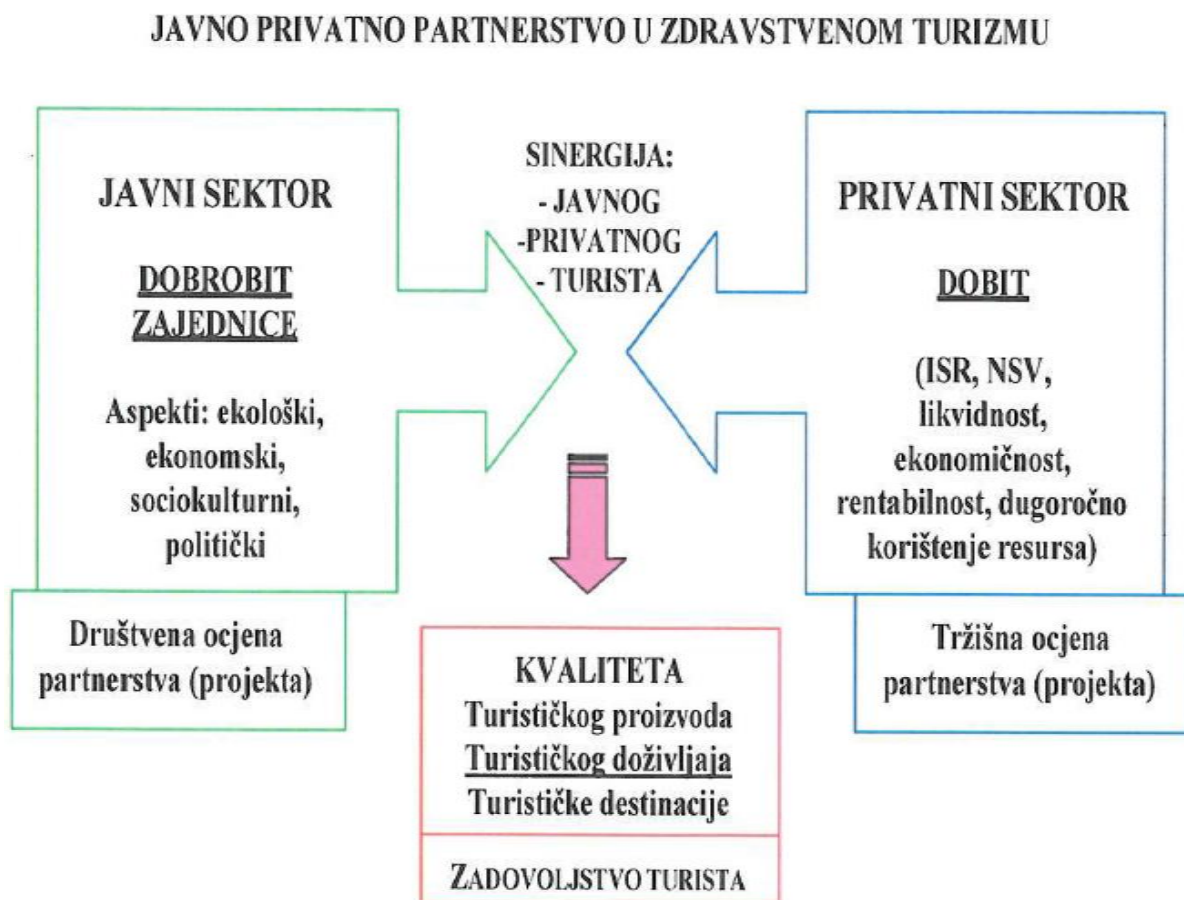 JAVNO PRIVATNO PARTNERSTVO U ZDRAVSTVENOM TURIZMU
JAVNI SEKTOR
DOBROBIT
ZAJEDNICE
Aspekti: ekološki,
ekonomski,
sociokulturni,
politički
Društvena ocjena
partnerstva (projekta)
SINERGIJA:
- JAVNOG
-PRIVATNOG
- TURISTA
PRIVATNI SEKTOR
DOBIT
(ISR, NSV,
likvidnost,
ekonomičnost,
rentabilnost, dugoročno
korištenje resursa)
Tržišna ocjena
partnerstva (projekta)
KVALITETA
Turističkog proizvoda
Turističkog doživljaja
Turističke destinacije
ZADOVOLJSTVO TURISTA